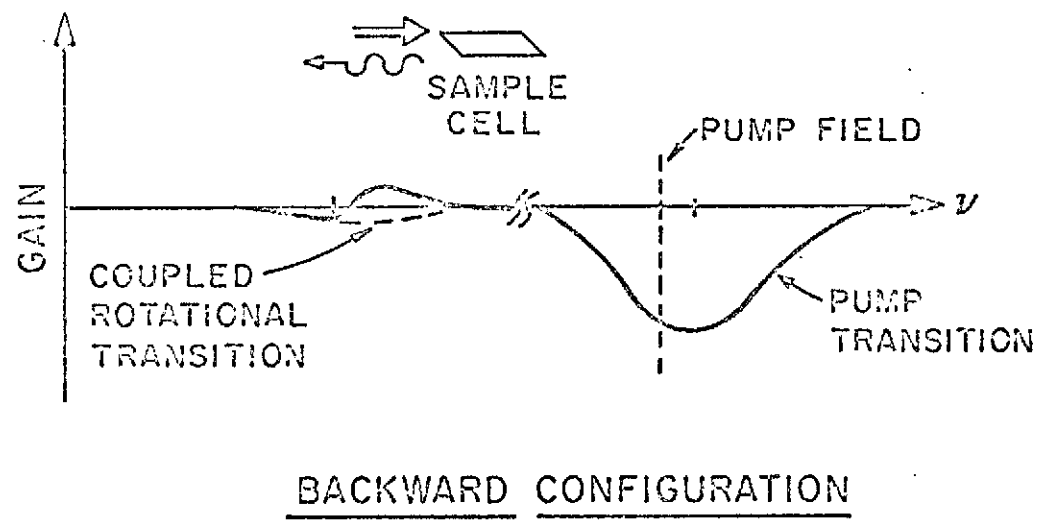 SAMPLE
CELL
PUMP FIELD
GAIN
ν
COUPLED
ROTATIONAL
TRANSITION
PUMP
TRANSITION
BACKWARD CONFIGURATION